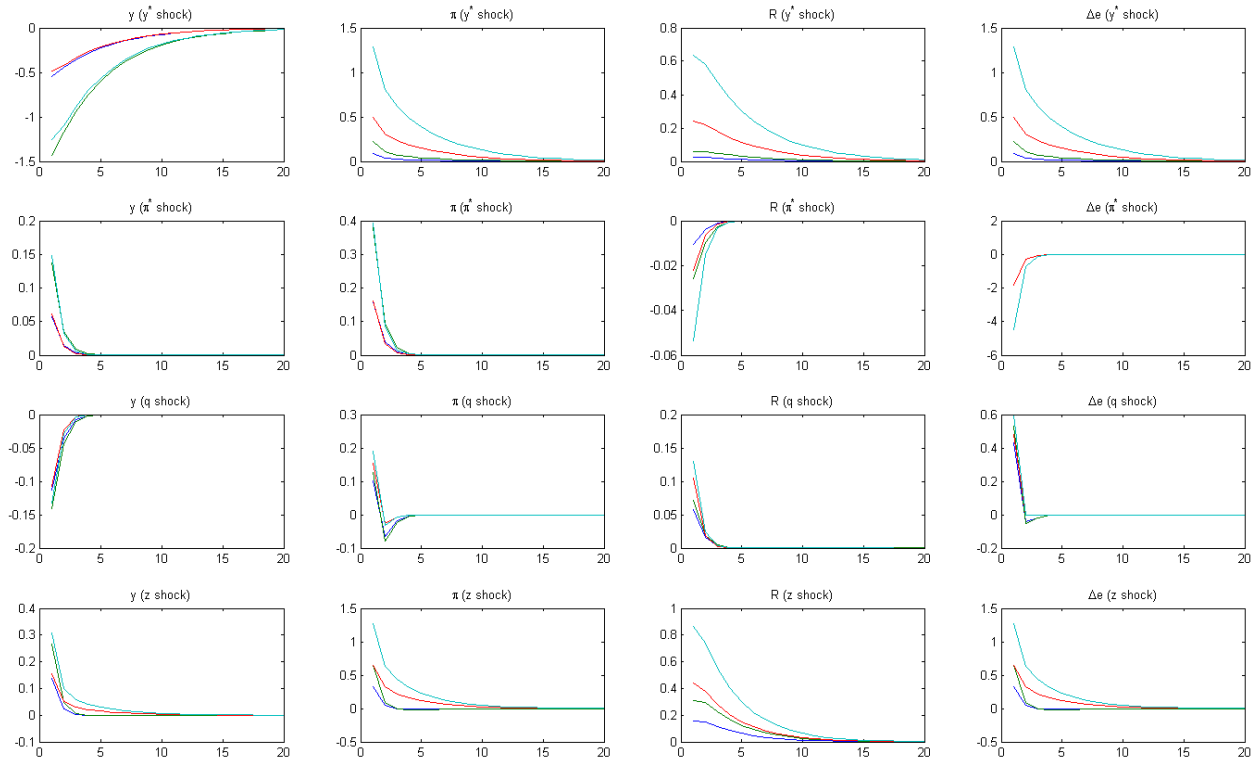 y (y* shock)
π (y* shock)
R (y* shock)
Δe (y* shock)
0
-0.5
-1
-1.5
0 5 10 15 20
1.5
1
0.5
0
0 5 10 15 20
0.8
0.6
0.4
0.2
0
0 5 10 15 20
1.5
1
0.5
0
0 5 10 15 20
y (π* shock)
π (π* shock)
R (π* shock)
Δe (π* shock)
0.2
0.15
0.1
0.05
0
0 5 10 15 20
0.4
0.3
0.2
0.1
0
0 5 10 15 20
0
-0.02
-0.04
-0.06
0 5 10 15 20
2
0
-2
-4
-6
0 5 10 15 20
y (q shock)
π (q shock)
R (q shock)
Δe (q shock)
0
-0.05
-0.1
-0.15
-0.2
0 5 10 15 20
0.3
0.2
0.1
0
-0.1
0 5 10 15 20
0.2
0.15
0.1
0.05
0
0 5 10 15 20
0.6
0.4
0.2
0
-0.2
0 5 10 15 20
y (z shock)
π (z shock)
R (z shock)
Δe (z shock)
0.4
0.3
0.2
0.1
0
-0.1
0 5 10 15 20
1.5
1
0.5
0
-0.5
0 5 10 15 20
1
0.8
0.6
0.4
0.2
0
0 5 10 15 20
1.5
1
0.5
0
-0.5
0 5 10 15 20